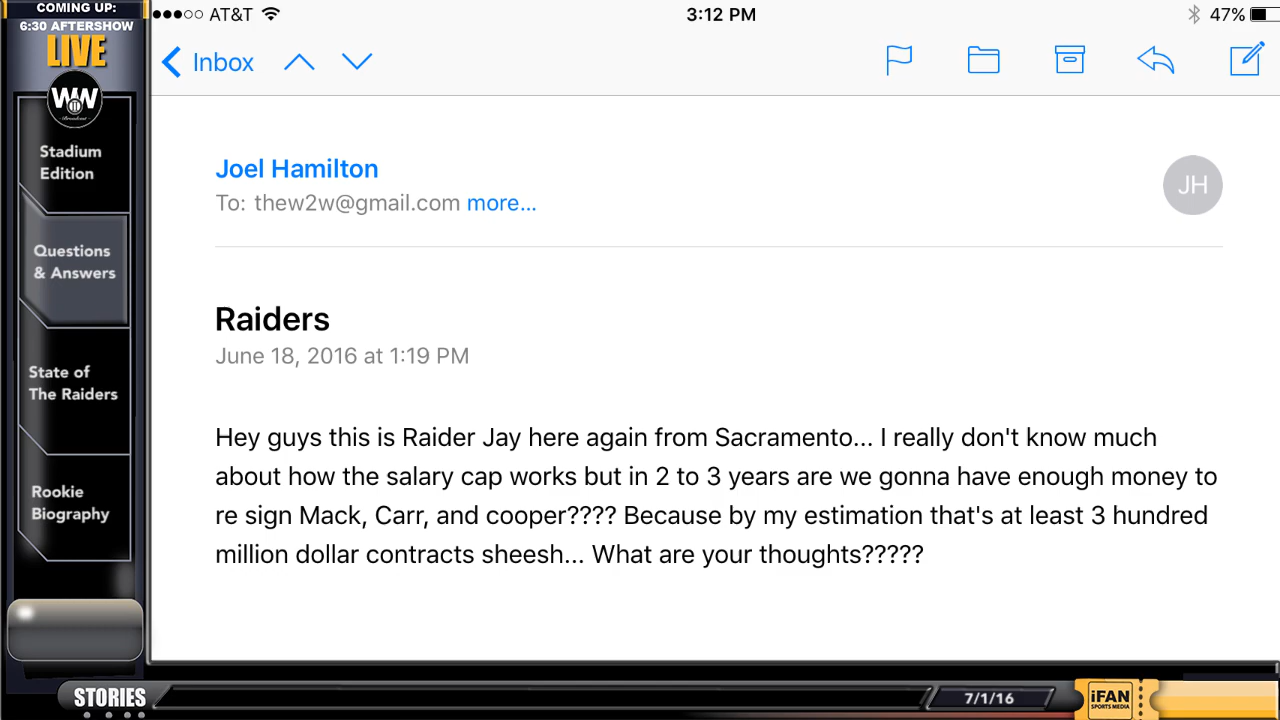 COMING UP:
6:30 AFTERSHOW
LIVE
Stadium
Edition
Questions
& Answers
State of
The Raiders
Rookie
Biography
AT&T
3:12 PM
47%
Inbox
Joel Hamilton
JH
To: thew2w@gmail.com more...
Raiders
June 18, 2016 at 1:19 PM
Hey guys this is Raider Jay here again from Sacramento... I really don't know much
about how the salary cap works but in 2 to 3 years are we gonna have enough money to
re sign Mack, Carr, and cooper???? Because by my estimation that's at least 3 hundred
million dollar contracts sheesh... What are your thoughts?????
STORIES
7/1/16
iFAN
SPORTS MEDIA